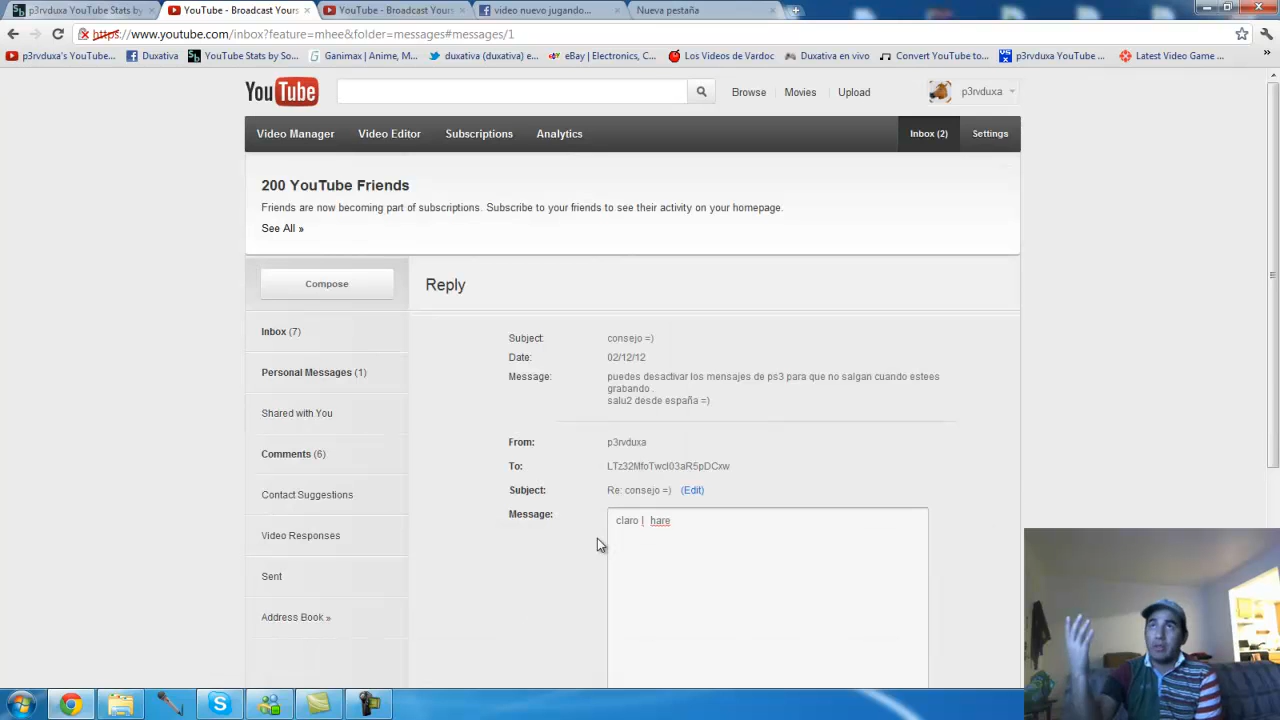 p3rvduxa YouTube Stats by
YouTube - Broadcast Yours
YouTube - Broadcast Yours
video nuevo jugando...
Nueva pestaña
https://www.youtube.com/inbox?feature=mhee&folder=messages#messages/1
p3rvduxa's YouTube...
Duxativa
YouTube Stats by So...
Ganimax | Anime, M...
duxativa (duxativa) e...
eBay | Electronics, C...
Los Videos de Vardoc
Duxativa en vivo
Convert YouTube to...
p3rvduxa YouTube ...
Latest Video Game ...
YouTube
Browse
Movies
Upload
p3rvduxa
Video Manager
Video Editor
Subscriptions
Analytics
Inbox (2)
Settings
200 YouTube Friends
Friends are now becoming part of subscriptions. Subscribe to your friends to see their activity on your homepage.
See All »
Compose
Reply
Inbox (7)
Personal Messages (1)
Shared with You
Comments (6)
Contact Suggestions
Video Responses
Sent
Address Book »
Subject: consejo =)
Date: 02/12/12
Message: puedes desactivar los mensajes de ps3 para que no salgan cuando estees
grabando .
salu2 desde españa =)
From: p3rvduxa
To: LTz32MfoTwcI03aR5pDCxw
Subject: Re: consejo =) (Edit)
Message:
claro hare